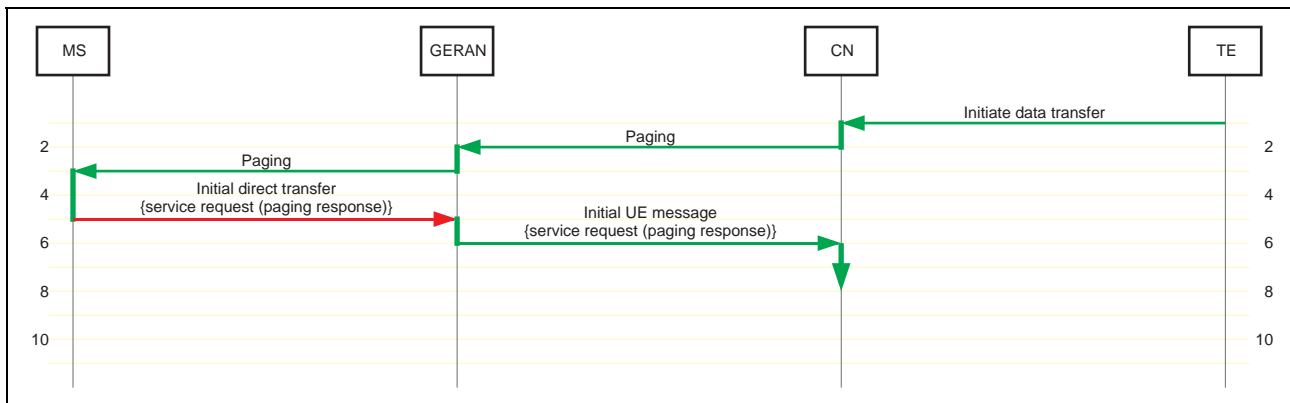 MS
GERAN
CN
TE
Initiate data transfer
Paging
2
2
Paging
4
4
Initial direct transfer
{service request (paging response)}
Initial UE message
{service request (paging response)}
6
6
8
8
10
10